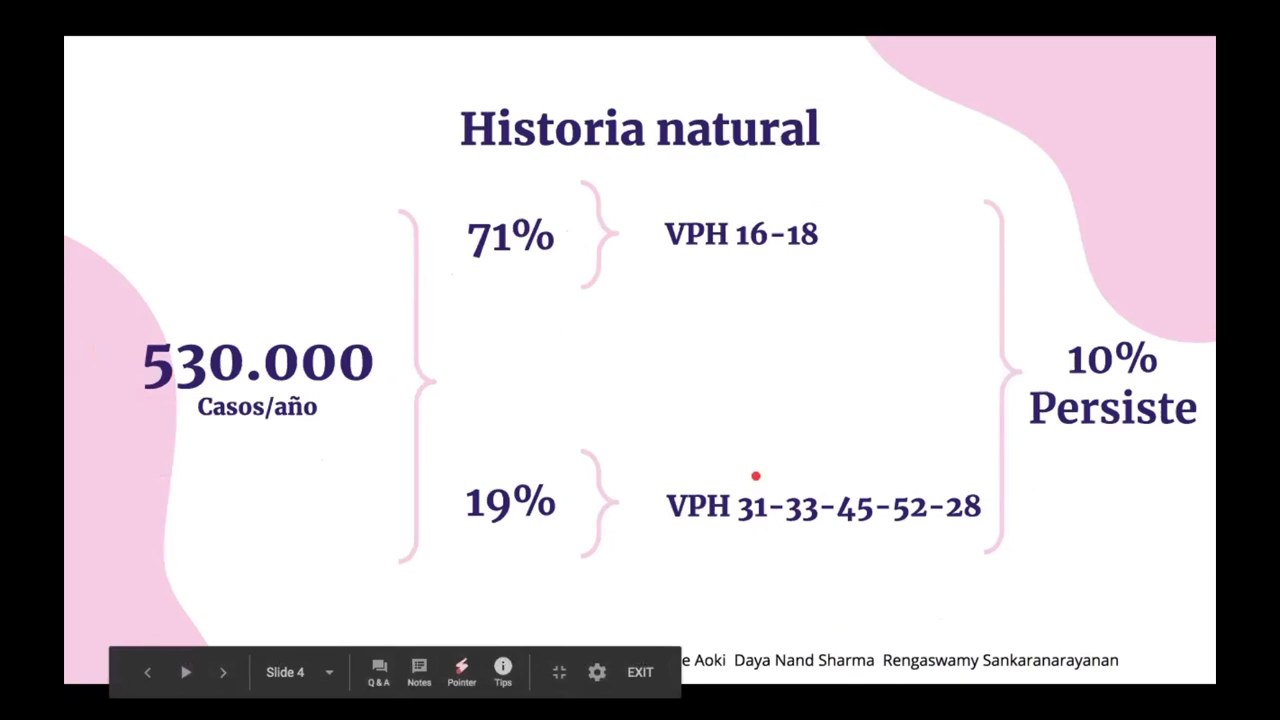 Historia natural
71%
VPH 16-18
530.000
Casos/año
10%
Persiste
19%
VPH 31-33-45-52-28
Aoki Daya Nand Sharma Rengaswamy Sankaranarayanan
Slide 4
Q & A
Notes
Pointer
Tips
EXIT